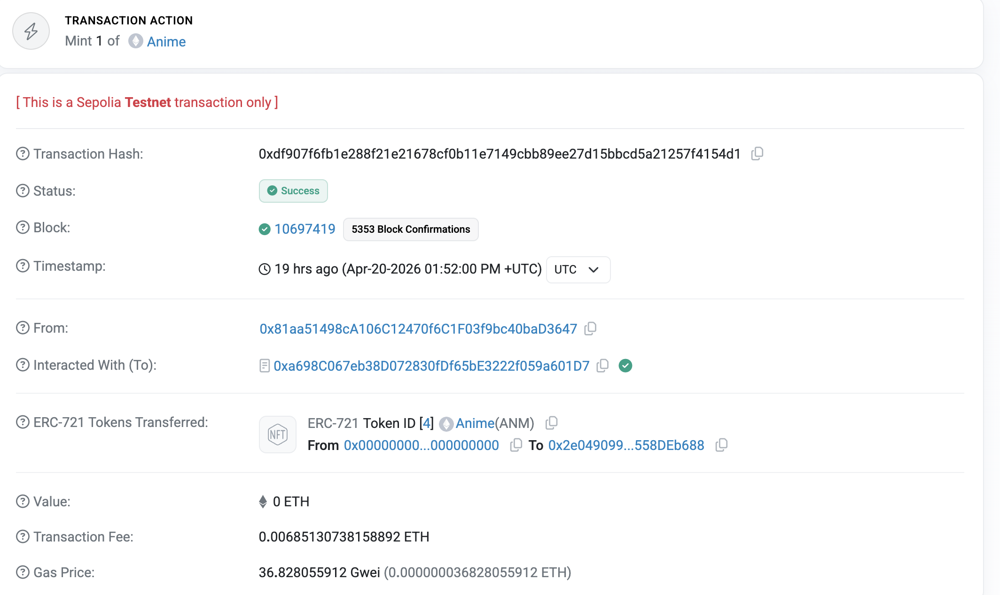 TRANSACTION ACTION
Mint 1 of Anime
[ This is a Sepolia Testnet transaction only ]
Transaction Hash: 0xdf907f6fb1e288f21e21678cf0b11e7149cbb89ee27d15bbcd5a21257f4154d1
Status: Success
Block: 10697419 5353 Block Confirmations
Timestamp: 19 hrs ago (Apr-20-2026 01:52:00 PM +UTC) UTC
From: 0x81aa51498cA106C12470f6C1F03f9bc40baD3647
Interacted With (To): 0xa698C067eb38D072830fDf65bE3222f059a601D7
ERC-721 Tokens Transferred: NFT ERC-721 Token ID [4] Anime(ANM)
From 0x00000000...000000000 To 0x2e049099...558DEb688
Value: 0 ETH
Transaction Fee: 0.00685130738158892 ETH
Gas Price: 36.828055912 Gwei (0.000000036828055912 ETH)